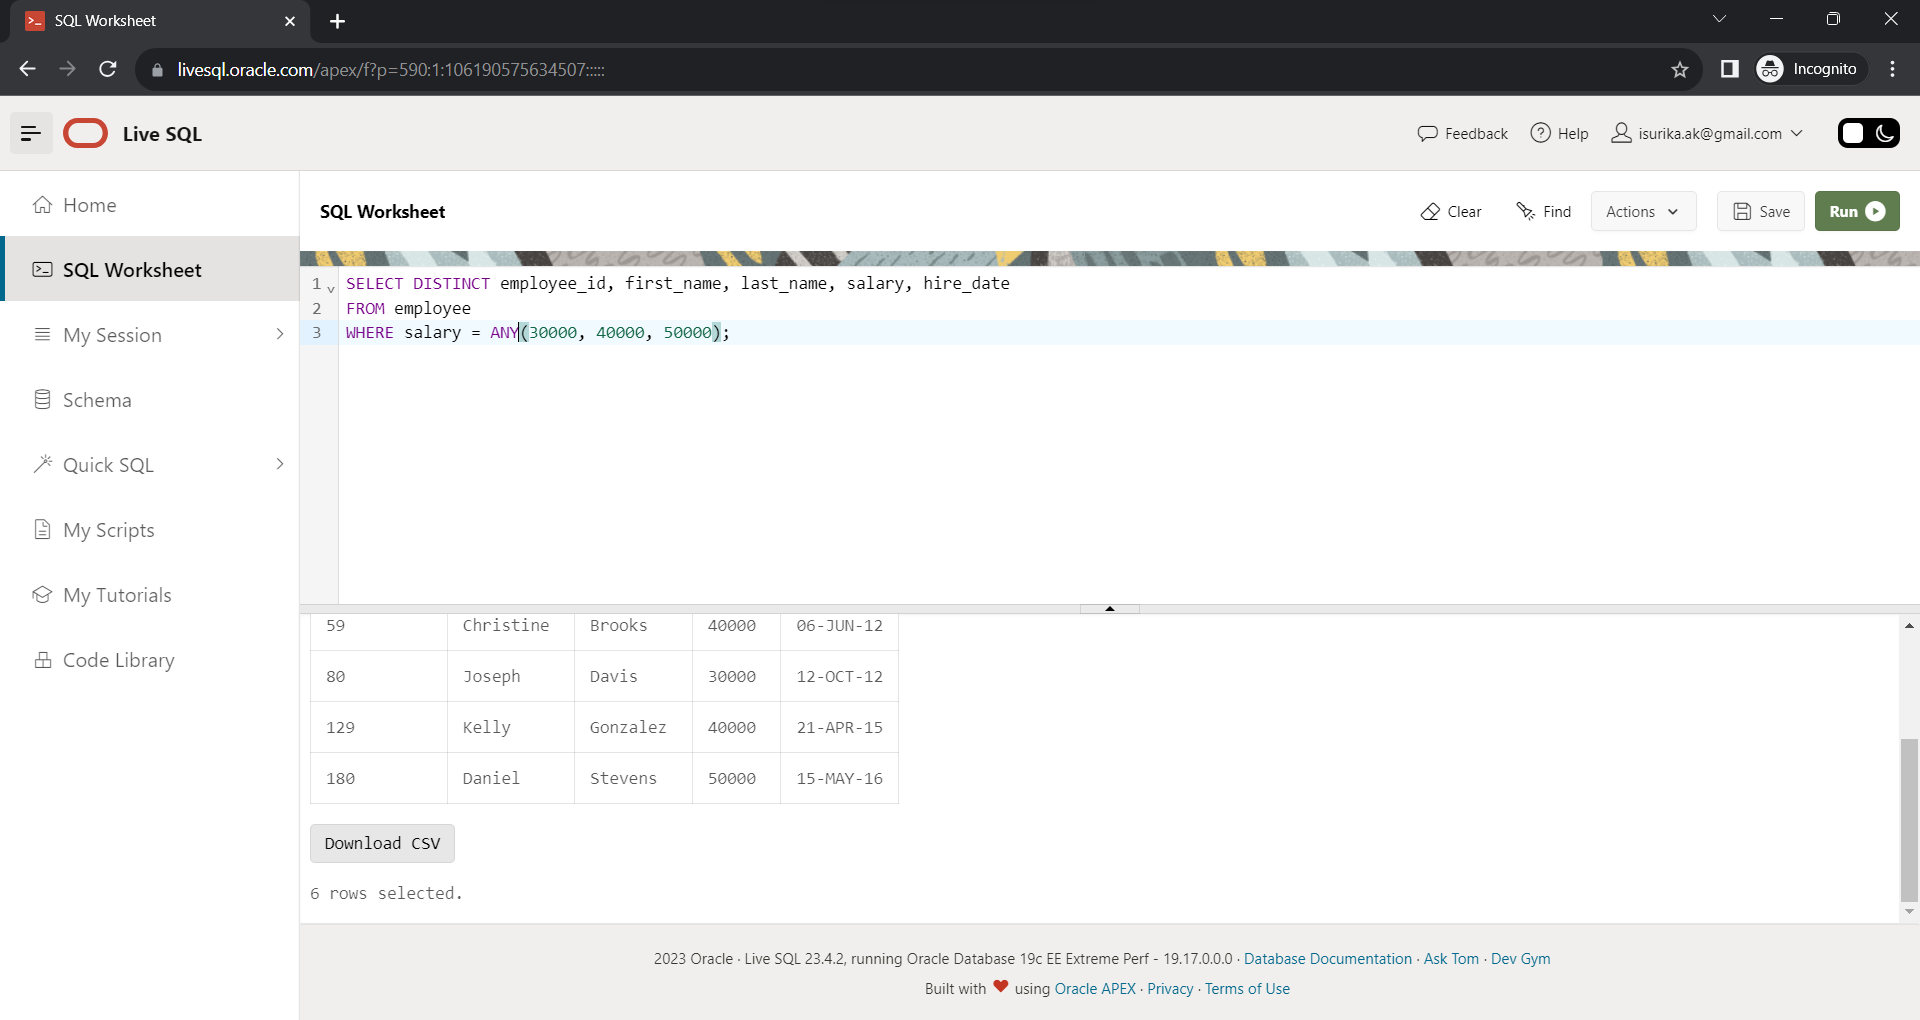 SQL Worksheet
livesql.oracle.com/apex/f?p=590:1:106190575634507:::::
Incognito
Live SQL
Feedback
Help
isurika.ak@gmail.com
Home
SQL Worksheet
My Session
Schema
Quick SQL
My Scripts
My Tutorials
Code Library
SQL Worksheet
Clear
Find
Actions
Save
Run
1 SELECT DISTINCT employee_id, first_name, last_name, salary, hire_date
2 FROM employee
3 WHERE salary = ANY(30000, 40000, 50000);
59 Christine Brooks 40000 06-JUN-12
80 Joseph Davis 30000 12-OCT-12
129 Kelly Gonzalez 40000 21-APR-15
180 Daniel Stevens 50000 15-MAY-16
Download CSV
6 rows selected.
2023 Oracle · Live SQL 23.4.2, running Oracle Database 19c EE Extreme Perf - 19.17.0.0.0 · Database Documentation · Ask Tom · Dev Gym
Built with ❤ using Oracle APEX · Privacy · Terms of Use